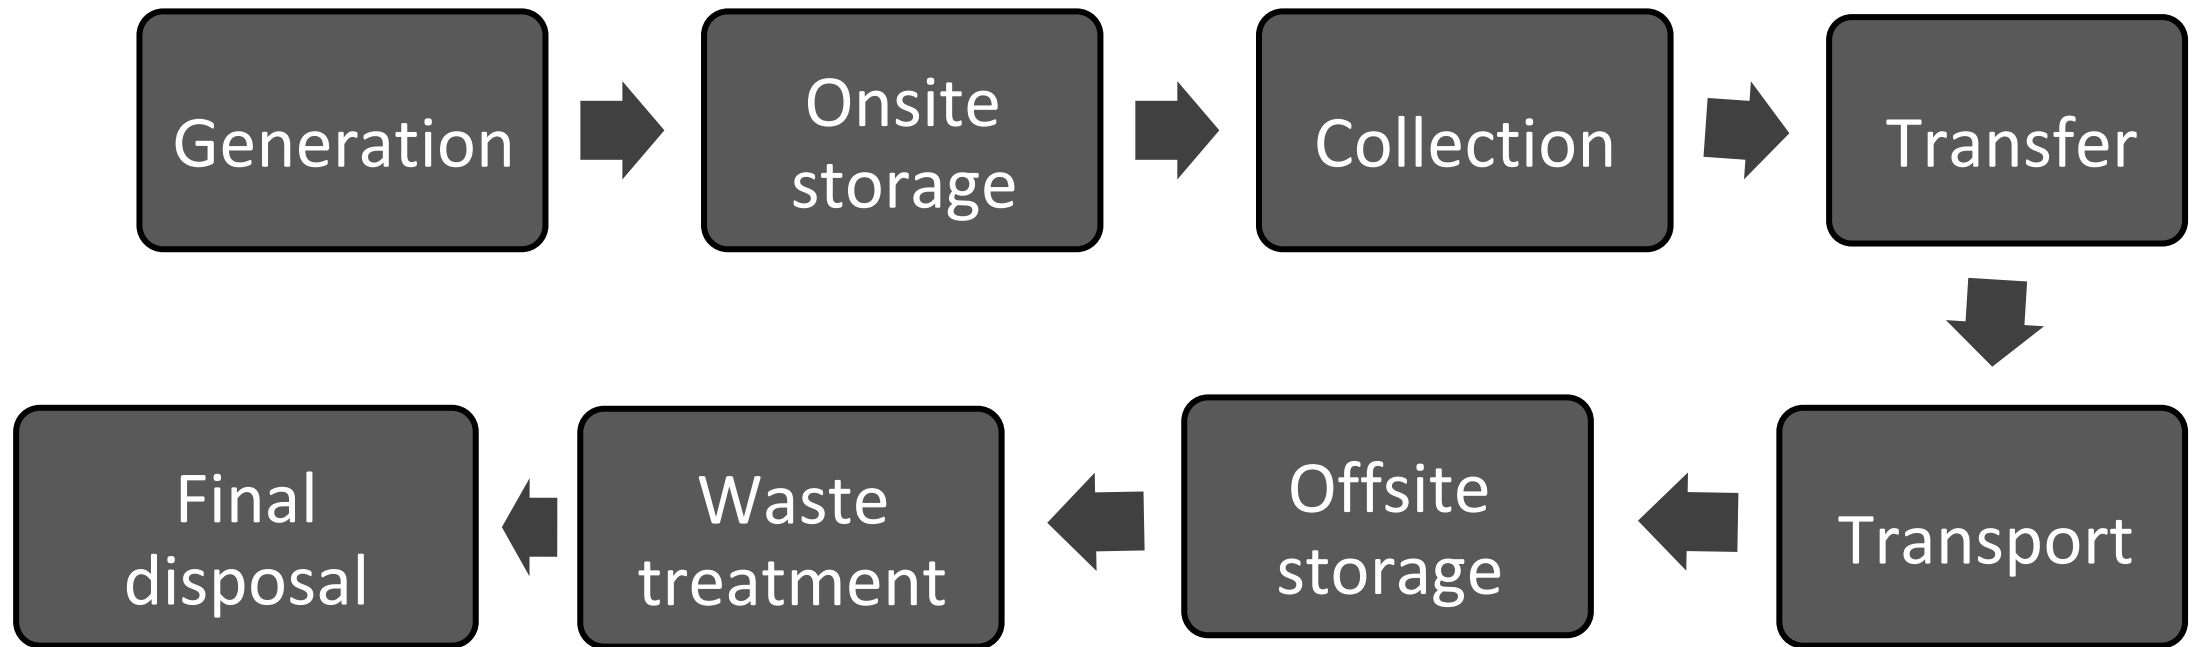 Generation
Onsite
storage
Collection
Transfer
Transport
Offsite
storage
Waste
treatment
Final
disposal